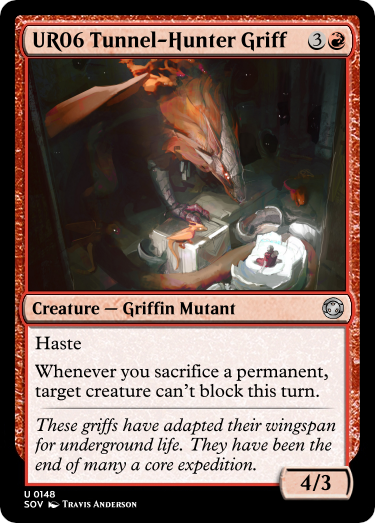 UR06 Tunnel-Hunter Griff 3
Creature — Griffin Mutant
Haste
Whenever you sacrifice a permanent,
target creature can't block this turn.
These griffs have adapted their wingspan
for underground life. They have been the
end of many a core expedition.
4/3
U 0148
SOV Travis Anderson